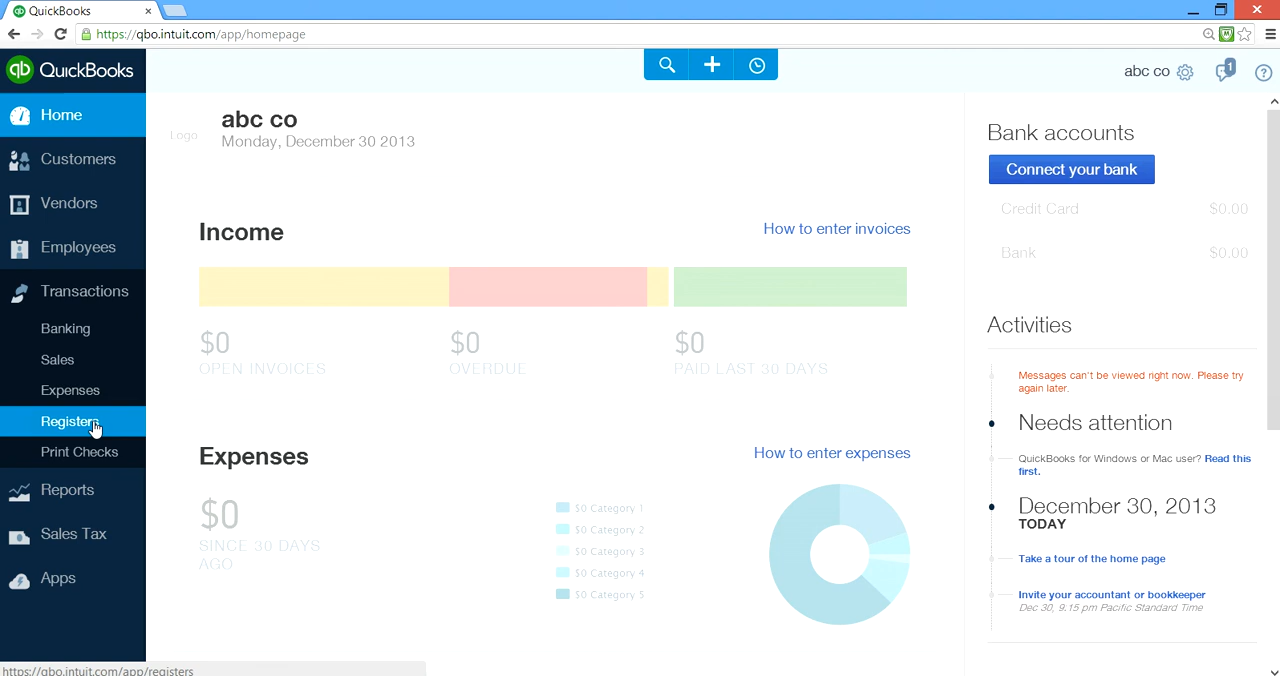 QuickBooks
https://qbo.intuit.com/app/homepage
qb QuickBooks
abc co
1
?
Home
Customers
Vendors
Employees
Transactions
Banking
Sales
Expenses
Registers
Print Checks
Reports
Sales Tax
Apps
Logo
abc co
Monday, December 30 2013
Income
How to enter invoices
$0
OPEN INVOICES
$0
OVERDUE
$0
PAID LAST 30 DAYS
Expenses
How to enter expenses
$0
SINCE 30 DAYS
AGO
$0 Category 1
$0 Category 2
$0 Category 3
$0 Category 4
$0 Category 5
Bank accounts
Connect your bank
Credit Card $0.00
Bank $0.00
Activities
Messages can't be viewed right now. Please try
again later.
Needs attention
QuickBooks for Windows or Mac user? Read this
first.
December 30, 2013
TODAY
Take a tour of the home page
Invite your accountant or bookkeeper
Dec 30, 9.15 pm Pacific Standard Time
https://qbo.intuit.com/app/registers